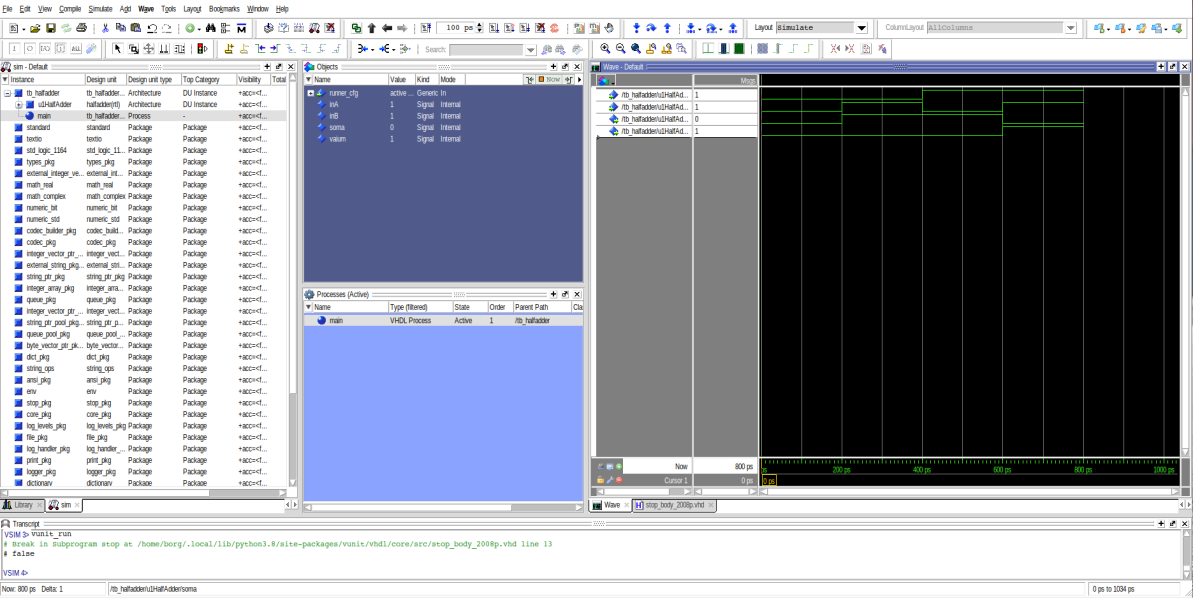 File Edit View Compile Simulate Add Wave Tools Layout Bookmarks Window Help
100 ps Layout Simulate ColumnLayout AllColumns
Search:
sim - Default
Instance Design unit Design unit type Top Category Visibility Total
tb_halfadder tb_halfadder... Architecture DU Instance +acc=<f...
u1HalfAdder halfadder(rtl) Architecture DU Instance +acc=<f...
main tb_halfadder... Process - +acc=<f...
standard standard Package Package +acc=<f...
textio textio Package Package +acc=<f...
std_logic_1164 std_logic_11... Package Package +acc=<f...
types_pkg types_pkg Package Package +acc=<f...
external_integer_ve... external_int... Package Package +acc=<f...
math_real math_real Package Package +acc=<f...
math_complex math_complex Package Package +acc=<f...
numeric_bit numeric_bit Package Package +acc=<f...
numeric_std numeric_std Package Package +acc=<f...
codec_builder_pkg codec_build... Package Package +acc=<f...
codec_pkg codec_pkg Package Package +acc=<f...
integer_vector_ptr_... integer_vect... Package Package +acc=<f...
external_string_pkg... external_stri... Package Package +acc=<f...
string_ptr_pkg string_ptr_pkg Package Package +acc=<f...
integer_array_pkg integer_arra... Package Package +acc=<f...
queue_pkg queue_pkg Package Package +acc=<f...
integer_vector_ptr_... integer_vect... Package Package +acc=<f...
string_ptr_pool_pkg... string_ptr_p... Package Package +acc=<f...
queue_pool_pkg queue_pool_... Package Package +acc=<f...
byte_vector_ptr_pk... byte_vector... Package Package +acc=<f...
dict_pkg dict_pkg Package Package +acc=<f...
string_ops string_ops Package Package +acc=<f...
ansi_pkg ansi_pkg Package Package +acc=<f...
env env Package Package +acc=<f...
stop_pkg stop_pkg Package Package +acc=<f...
core_pkg core_pkg Package Package +acc=<f...
log_levels_pkg log_levels_pkg Package Package +acc=<f...
file_pkg file_pkg Package Package +acc=<f...
log_handler_pkg log_handler_... Package Package +acc=<f...
print_pkg print_pkg Package Package +acc=<f...
logger_pkg logger_pkg Package Package +acc=<f...
dictionary dictionary Package Package +acc=<f...
Library sim
Objects
Name Value Kind Mode Now
runner_cfg active ... Generic In
inA 1 Signal Internal
inB 1 Signal Internal
soma 0 Signal Internal
vaium 1 Signal Internal
Processes (Active)
Name Type (filtered) State Order Parent Path Cla
main VHDL Process Active 1 /tb_halfadder
Wave - Default
Msgs
/tb_halfadder/u1HalfAd... 1
/tb_halfadder/u1HalfAd... 1
/tb_halfadder/u1HalfAd... 0
/tb_halfadder/u1HalfAd... 1
Now 800 ps ps 200 ps 400 ps 600 ps 800 ps 1000 ps
Cursor 1 0 ps 0 ps
Wave stop_body_2008p.vhd
Transcript
VSIM 3> vunit_run
# Break in Subprogram stop at /home/borg/.local/lib/python3.8/site-packages/vunit/vhdl/core/src/stop_body_2008p.vhd line 13
# false
VSIM 4>
Now: 800 ps Delta: 1 /tb_halfadder/u1HalfAdder/soma 0 ps to 1034 ps